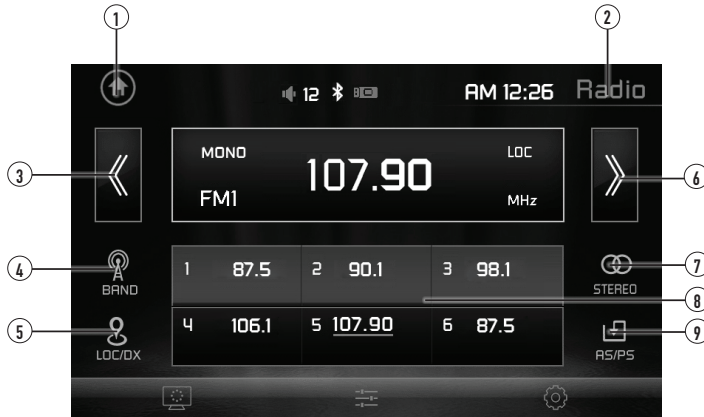 1 2
12 AM 12:26 Radio
MONO 107.90 LOC
FM1 MHz
3 6
4 BAND
1 87.5 2 90.1 3 98.1
STEREO 7
8
5 LOC/DX
4 106.1 5 107.90 6 87.5
AS/PS 9